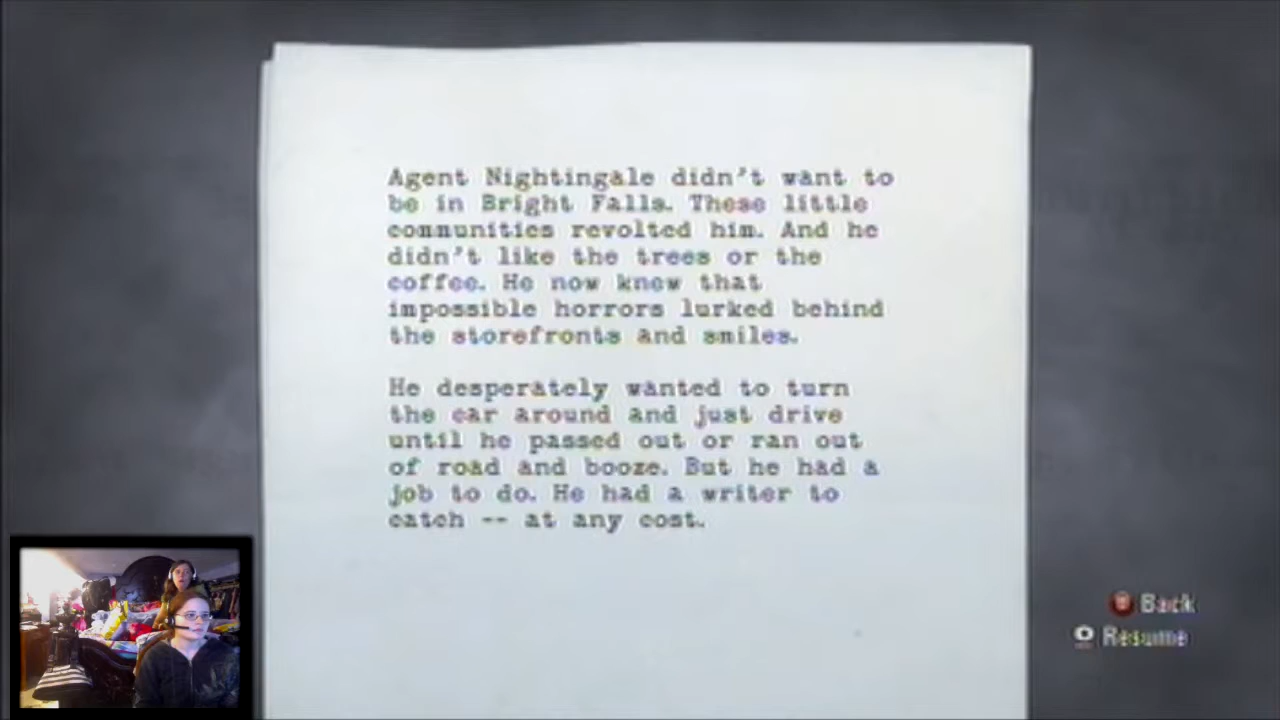 Agent Nightingale didn't want to
be in Bright Falls. These little
communities revolted him. And he
didn't like the trees or the
coffee. He now knew that
impossible horrors lurked behind
the storefronts and smiles.
He desperately wanted to turn
the car around and just drive
until he passed out or ran out
of road and booze. But he had a
job to do. He had a writer to
catch -- at any cost.
Back
Resume